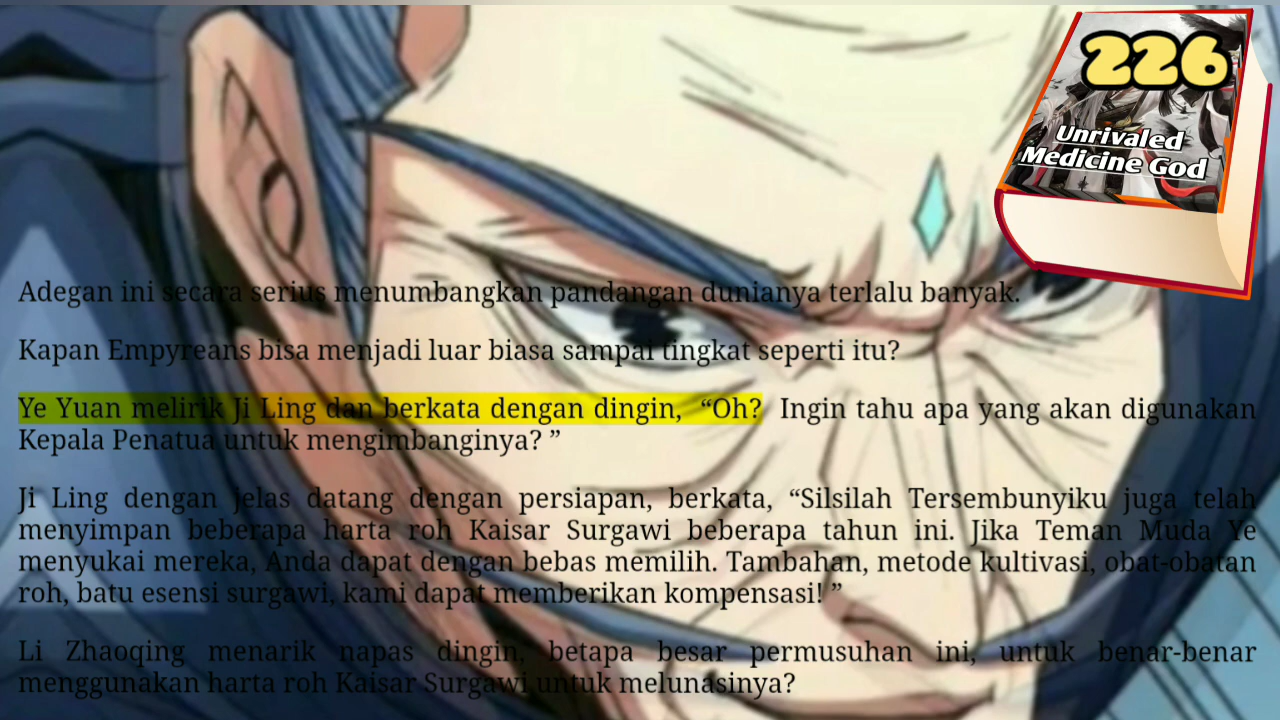 226
Unrivaled
Medicine God
Adegan ini secara serius menumbangkan pandangan dunianya terlalu banyak.
Kapan Empyreans bisa menjadi luar biasa sampai tingkat seperti itu?
Ye Yuan melirik Ji Ling dan berkata dengan dingin, “Oh? Ingin tahu apa yang akan digunakan
Kepala Penatua untuk mengimbanginya? ”
Ji Ling dengan jelas datang dengan persiapan, berkata, “Silsilah Tersembunyiku juga telah
menyimpan beberapa harta roh Kaisar Surgawi beberapa tahun ini. Jika Teman Muda Ye
menyukai mereka, Anda dapat dengan bebas memilih. Tambahan, metode kultivasi, obat-obatan
roh, batu esensi surgawi, kami dapat memberikan kompensasi! ”
Li Zhaoqing menarik napas dingin, betapa besar permusuhan ini, untuk benar-benar
menggunakan harta roh Kaisar Surgawi untuk melunasinya?